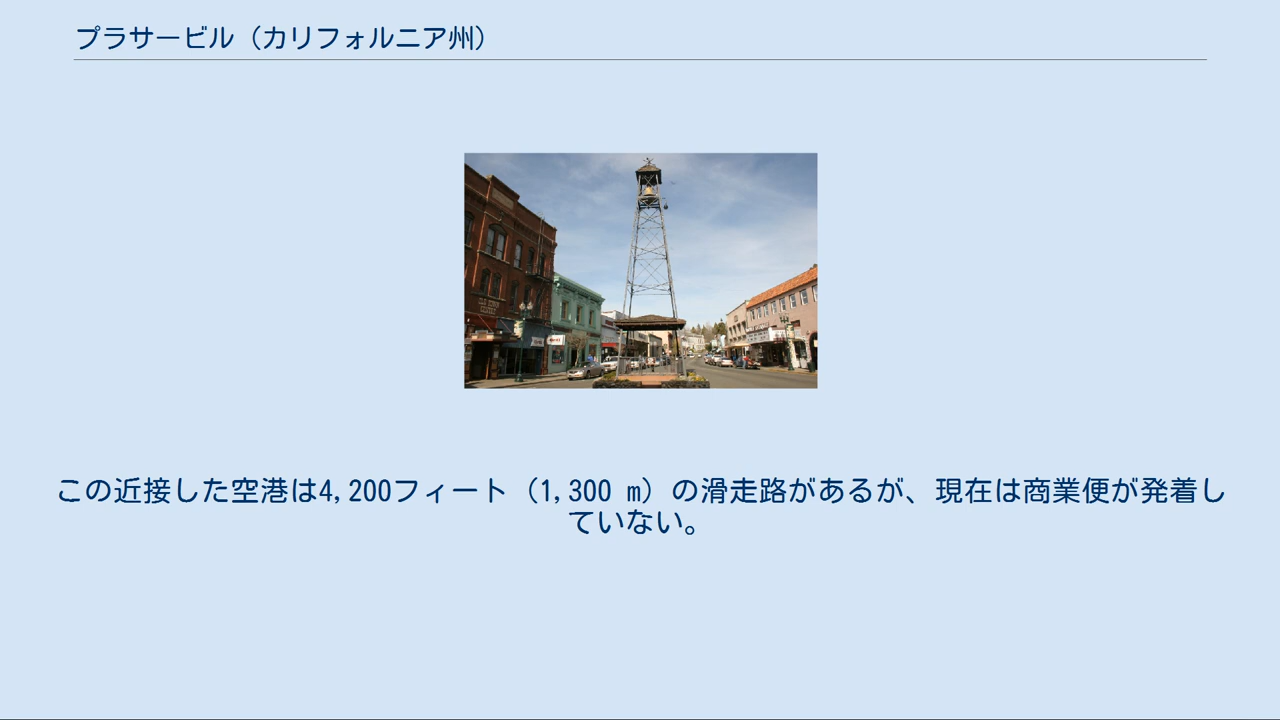 プラサービル（カリフォルニア州）
この近接した空港は4,200フィート（1,300 m）の滑走路があるが、現在は商業便が発着し
ていない。